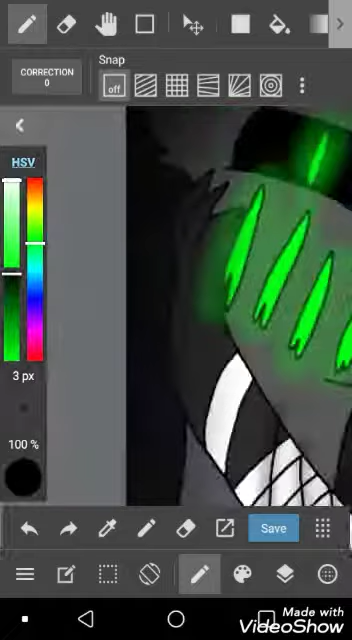 CORRECTION
0
Snap
off
HSV
3 px
100 %
Save
Made with
VideoShow